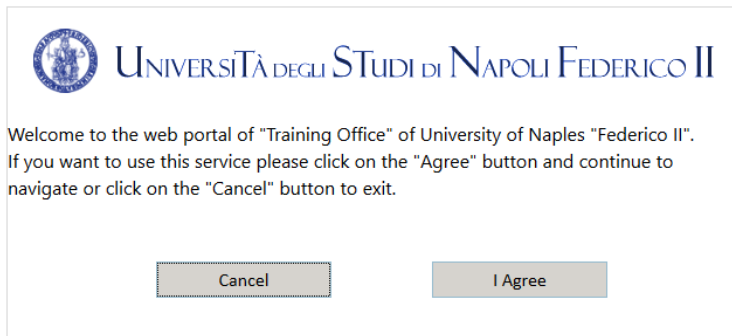 UNIVERSITÀ DEGLI STUDI DI NAPOLI FEDERICO II
Welcome to the web portal of "Training Office" of University of Naples "Federico II".
If you want to use this service please click on the "Agree" button and continue to
navigate or click on the "Cancel" button to exit.
Cancel
I Agree